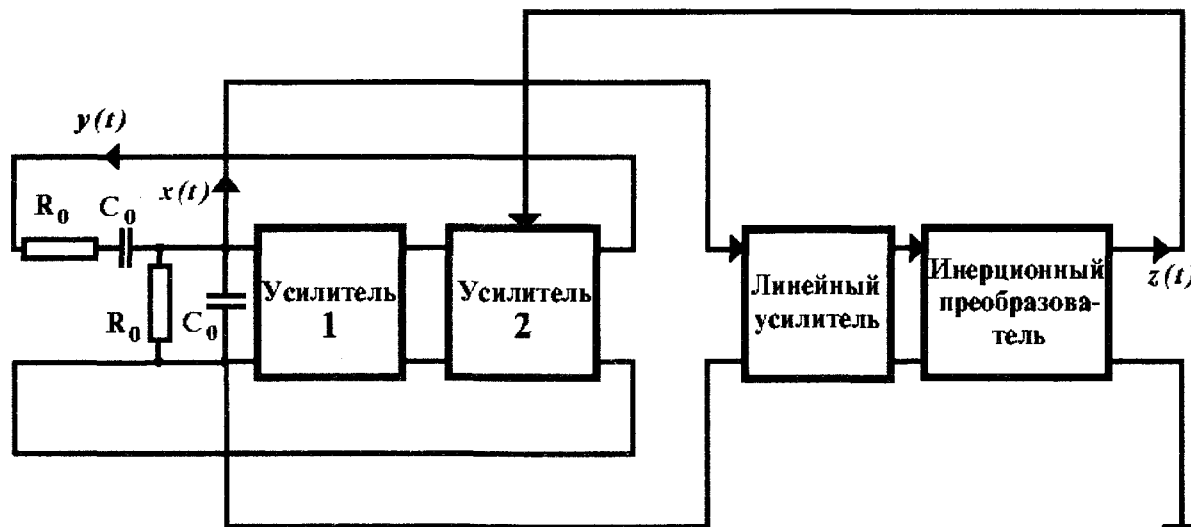 y(t)
x(t)
R₀
C₀
R₀
C₀
Усилитель
1
Усилитель
2
Линейный
усилитель
Инерционный
преобразова-
тель
z(t)